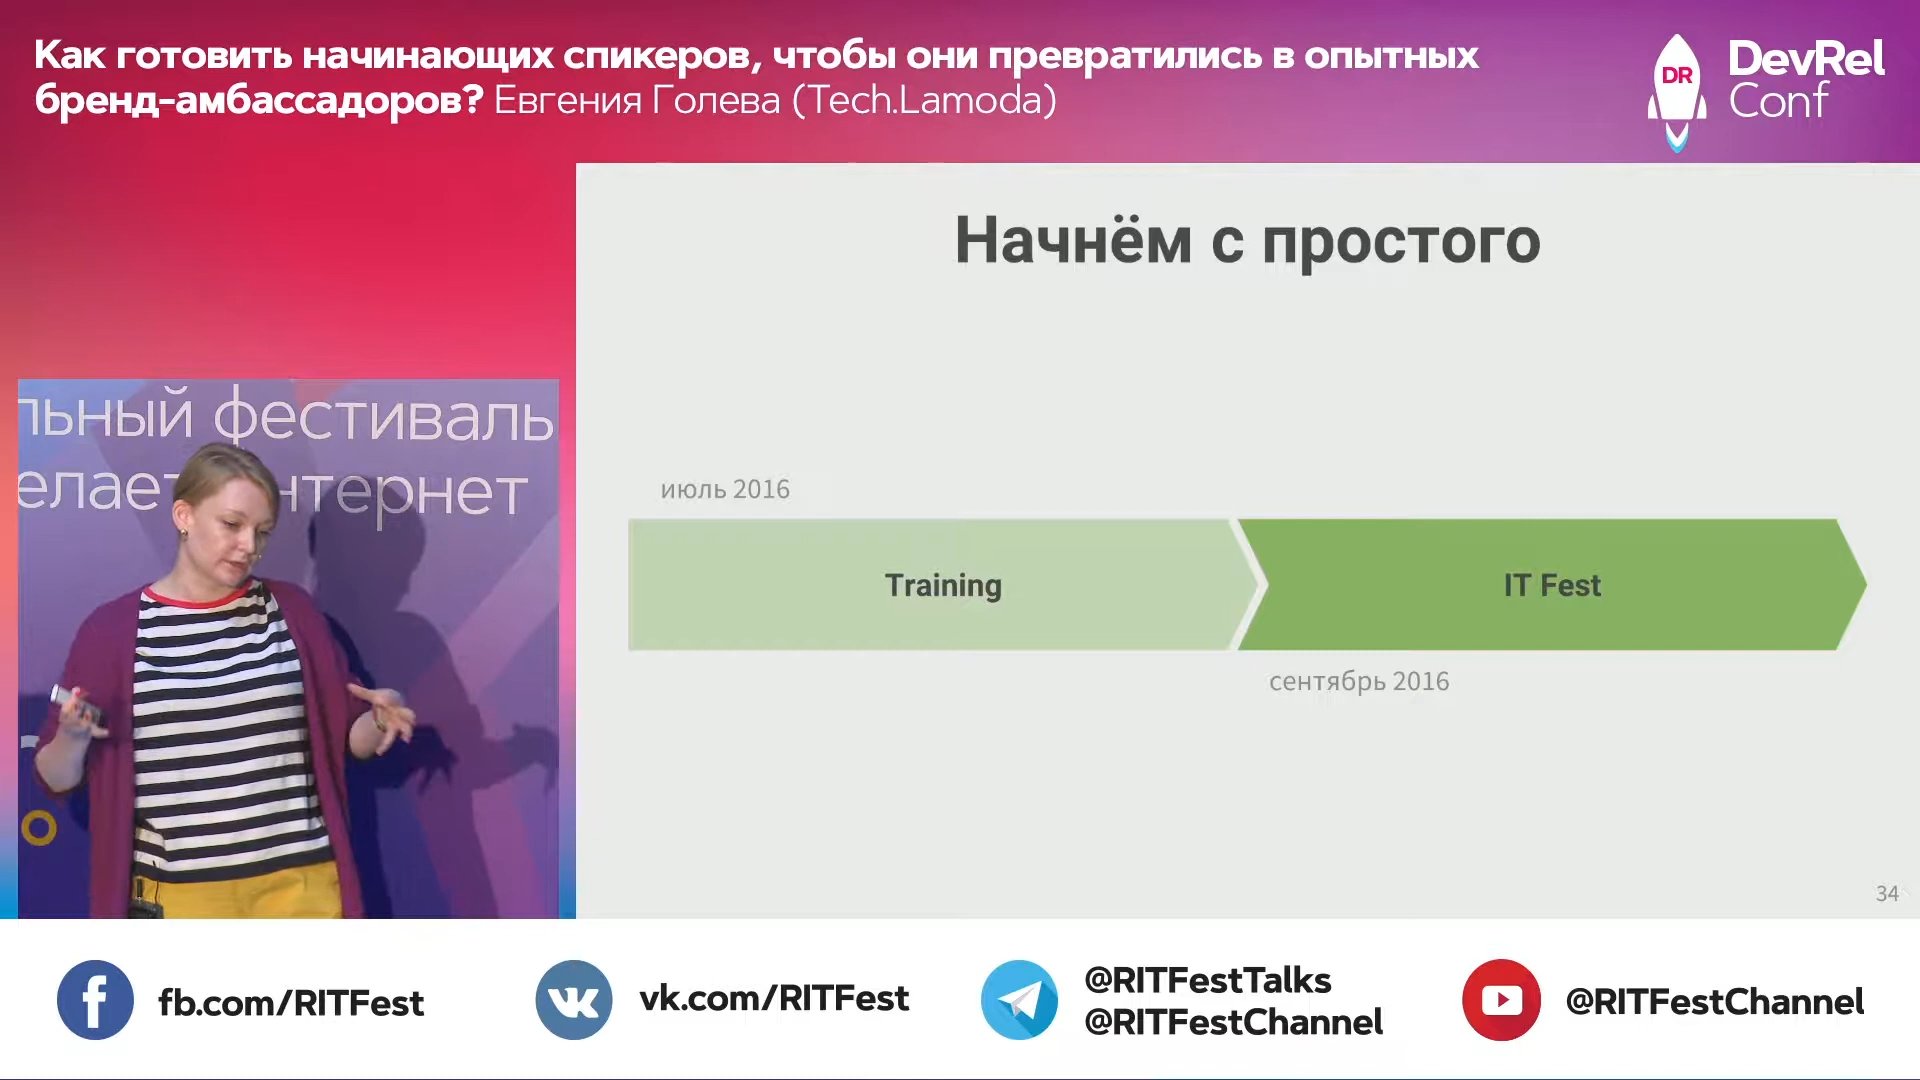 Как готовить начинающих спикеров, чтобы они превратились в опытных
бренд-амбассадоров? Евгения Голева (Tech.Lamoda)
DR
DevRel
Conf
Начнём с простого
льный фестиваль
елает нтернет
июль 2016
Training
IT Fest
сентябрь 2016
34
fb.com/RITFest
vk.com/RITFest
@RITFestTalks
@RITFestChannel
@RITFestChannel